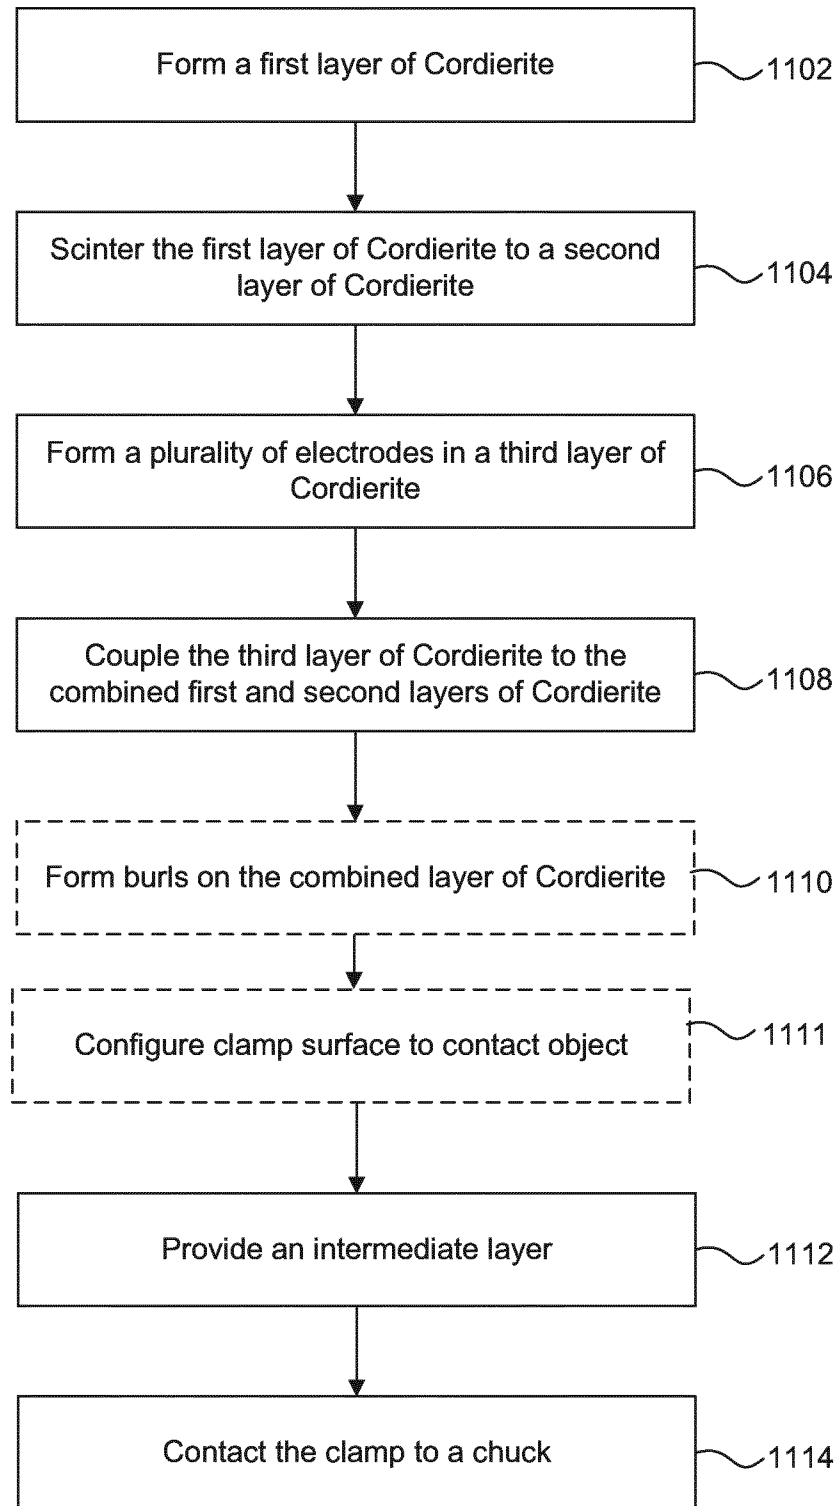 Form a first layer of Cordierite
1102
Scinter the first layer of Cordierite to a second
layer of Cordierite
1104
Form a plurality of electrodes in a third layer of
Cordierite
1106
Couple the third layer of Cordierite to the
combined first and second layers of Cordierite
1108
Form burls on the combined layer of Cordierite
1110
Configure clamp surface to contact object
1111
Provide an intermediate layer
1112
Contact the clamp to a chuck
1114